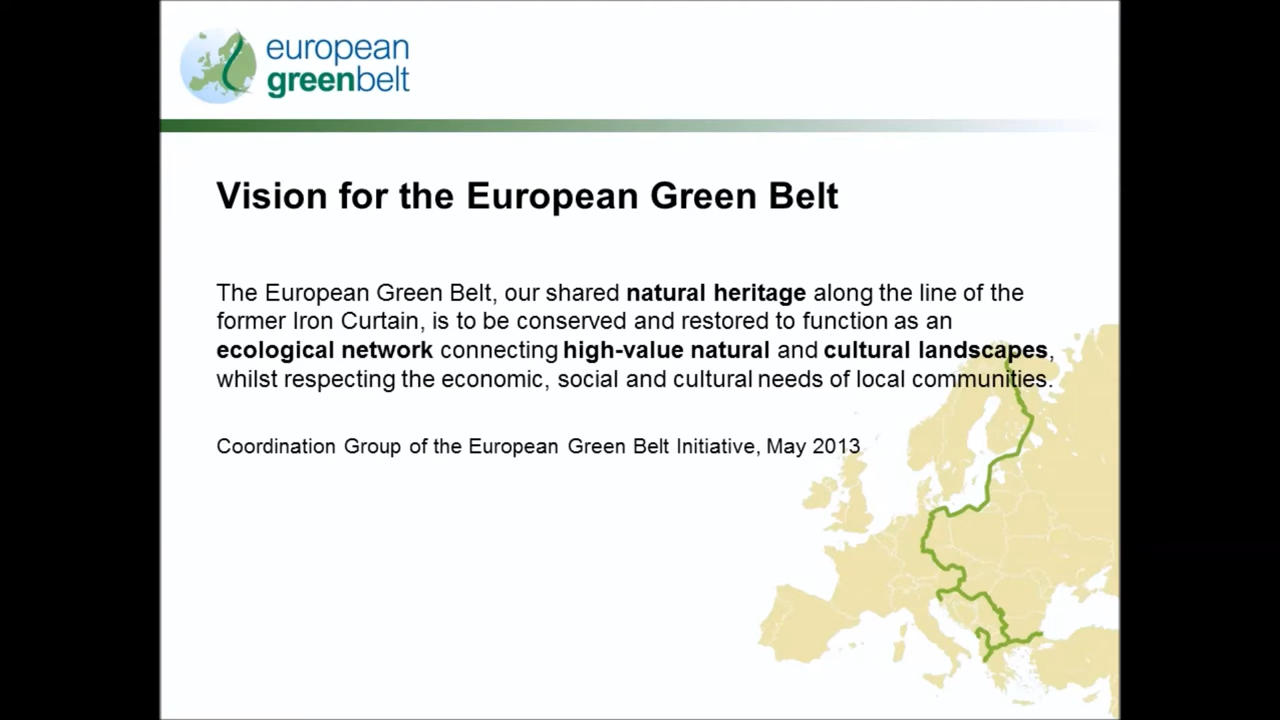 european
greenbelt
Vision for the European Green Belt
The European Green Belt, our shared natural heritage along the line of the
former Iron Curtain, is to be conserved and restored to function as an
ecological network connecting high-value natural and cultural landscapes,
whilst respecting the economic, social and cultural needs of local communities.
Coordination Group of the European Green Belt Initiative, May 2013